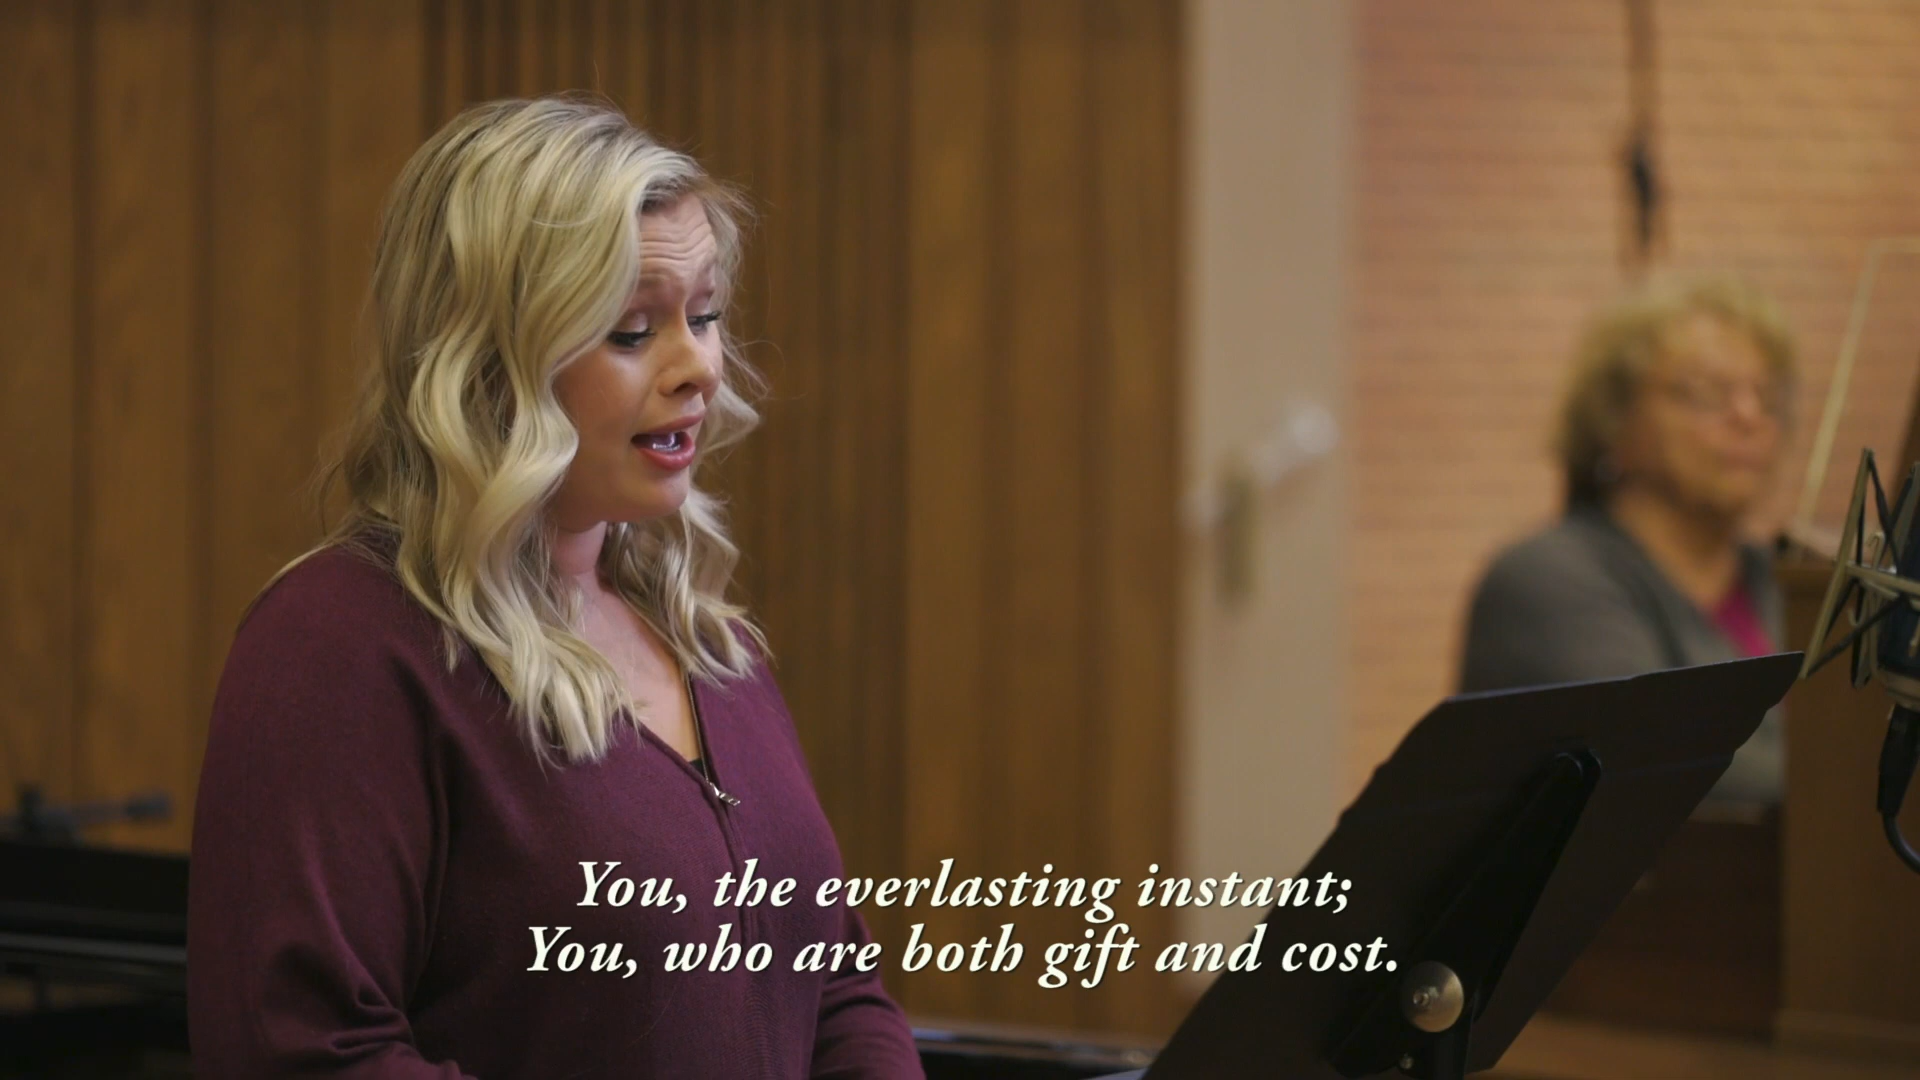 You, the everlasting instant;
You, who are both gift and cost.